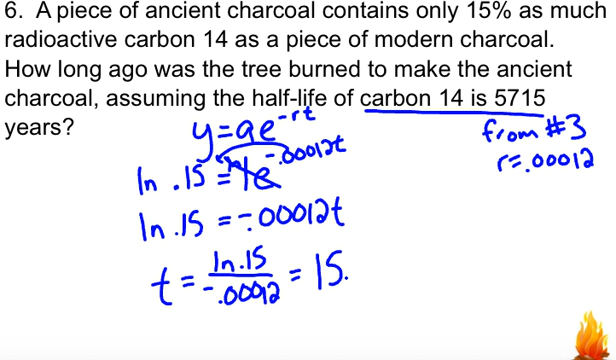 6. A piece of ancient charcoal contains only 15% as much
radioactive carbon 14 as a piece of modern charcoal.
How long ago was the tree burned to make the ancient
charcoal, assuming the half-life of carbon 14 is 5715
years?
y=ae^-rt
from #3
r=.00012
ln .15 = 1e^-.00012t
ln .15 = -.00012t
t = ln.15/-.00012 = 15.